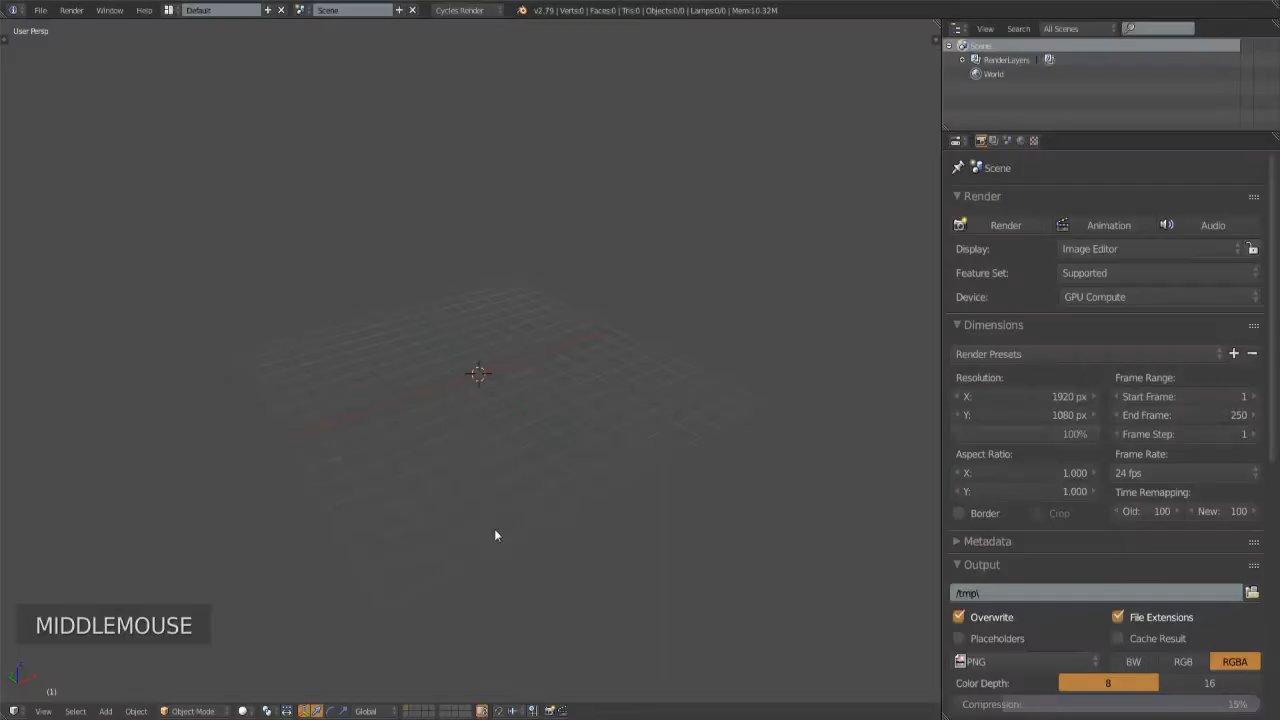 File Render Window Help Default Scene Cycles Render v2.79 | Verts:0 | Faces:0 | Tris:0 | Objects:0/0 | Lamps:0/0 | Mem:10.32M
User Persp
View Search All Scenes
Scene
RenderLayers |
World
Scene
Render
Render Animation Audio
Display: Image Editor
Feature Set: Supported
Device: GPU Compute
Dimensions
Render Presets
Resolution: Frame Range:
X: 1920 px Start Frame: 1
Y: 1080 px End Frame: 250
100% Frame Step: 1
Aspect Ratio: Frame Rate:
X: 1.000 24 fps
Y: 1.000 Time Remapping:
Border Crop Old: 100 New: 100
Metadata
Output
/tmp\
Overwrite File Extensions
Placeholders Cache Result
PNG BW RGB RGBA
Color Depth: 8 16
Compression: 15%
MIDDLEMOUSE
(1)
View Select Add Object Object Mode Global